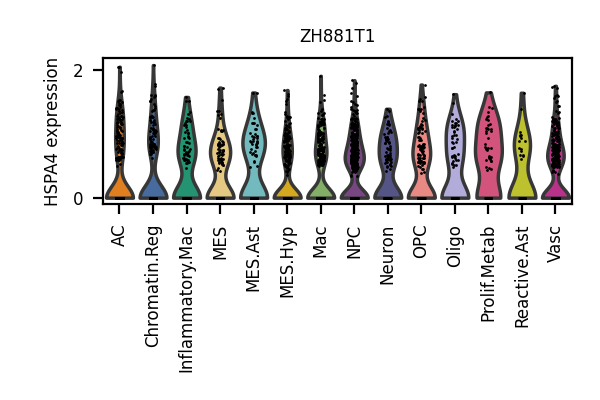 ZH881T1
HSPA4 expression
2
0
AC
Chromatin.Reg
Inflammatory.Mac
MES
MES.Ast
MES.Hyp
Mac
NPC
Neuron
OPC
Oligo
Prolif.Metab
Reactive.Ast
Vasc